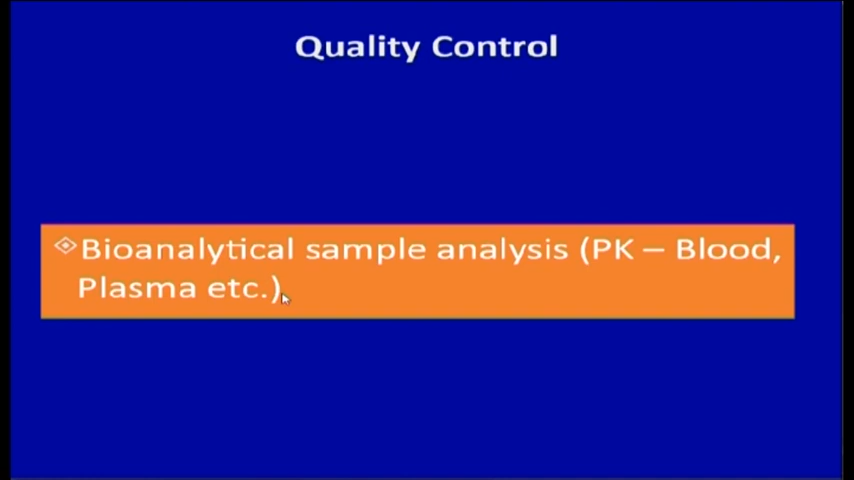 Quality Control
Bioanalytical sample analysis (PK – Blood,
Plasma etc.)